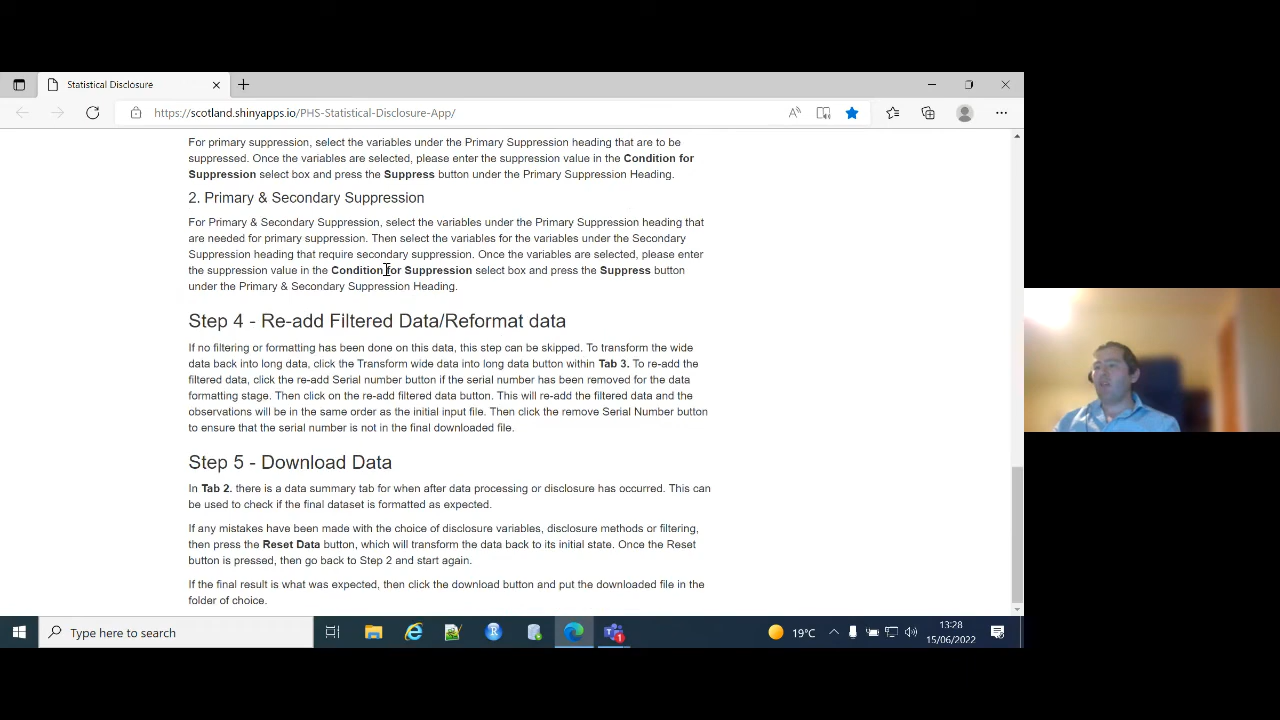 Statistical Disclosure
https://scotland.shinyapps.io/PHS-Statistical-Disclosure-App/
For primary suppression, select the variables under the Primary Suppression heading that are to be
suppressed. Once the variables are selected, please enter the suppression value in the Condition for
Suppression select box and press the Suppress button under the Primary Suppression Heading.
2. Primary & Secondary Suppression
For Primary & Secondary Suppression, select the variables under the Primary Suppression heading that
are needed for primary suppression. Then select the variables for the variables under the Secondary
Suppression heading that require secondary suppression. Once the variables are selected, please enter
the suppression value in the Condition for Suppression select box and press the Suppress button
under the Primary & Secondary Suppression Heading.
Step 4 - Re-add Filtered Data/Reformat data
If no filtering or formatting has been done on this data, this step can be skipped. To transform the wide
data back into long data, click the Transform wide data into long data button within Tab 3. To re-add the
filtered data, click the re-add Serial number button if the serial number has been removed for the data
formatting stage. Then click on the re-add filtered data button. This will re-add the filtered data and the
observations will be in the same order as the initial input file. Then click the remove Serial Number button
to ensure that the serial number is not in the final downloaded file.
Step 5 - Download Data
In Tab 2. there is a data summary tab for when after data processing or disclosure has occurred. This can
be used to check if the final dataset is formatted as expected.
If any mistakes have been made with the choice of disclosure variables, disclosure methods or filtering,
then press the Reset Data button, which will transform the data back to its initial state. Once the Reset
button is pressed, then go back to Step 2 and start again.
If the final result is what was expected, then click the download button and put the downloaded file in the
folder of choice.
Type here to search
19°C
13:28
15/06/2022